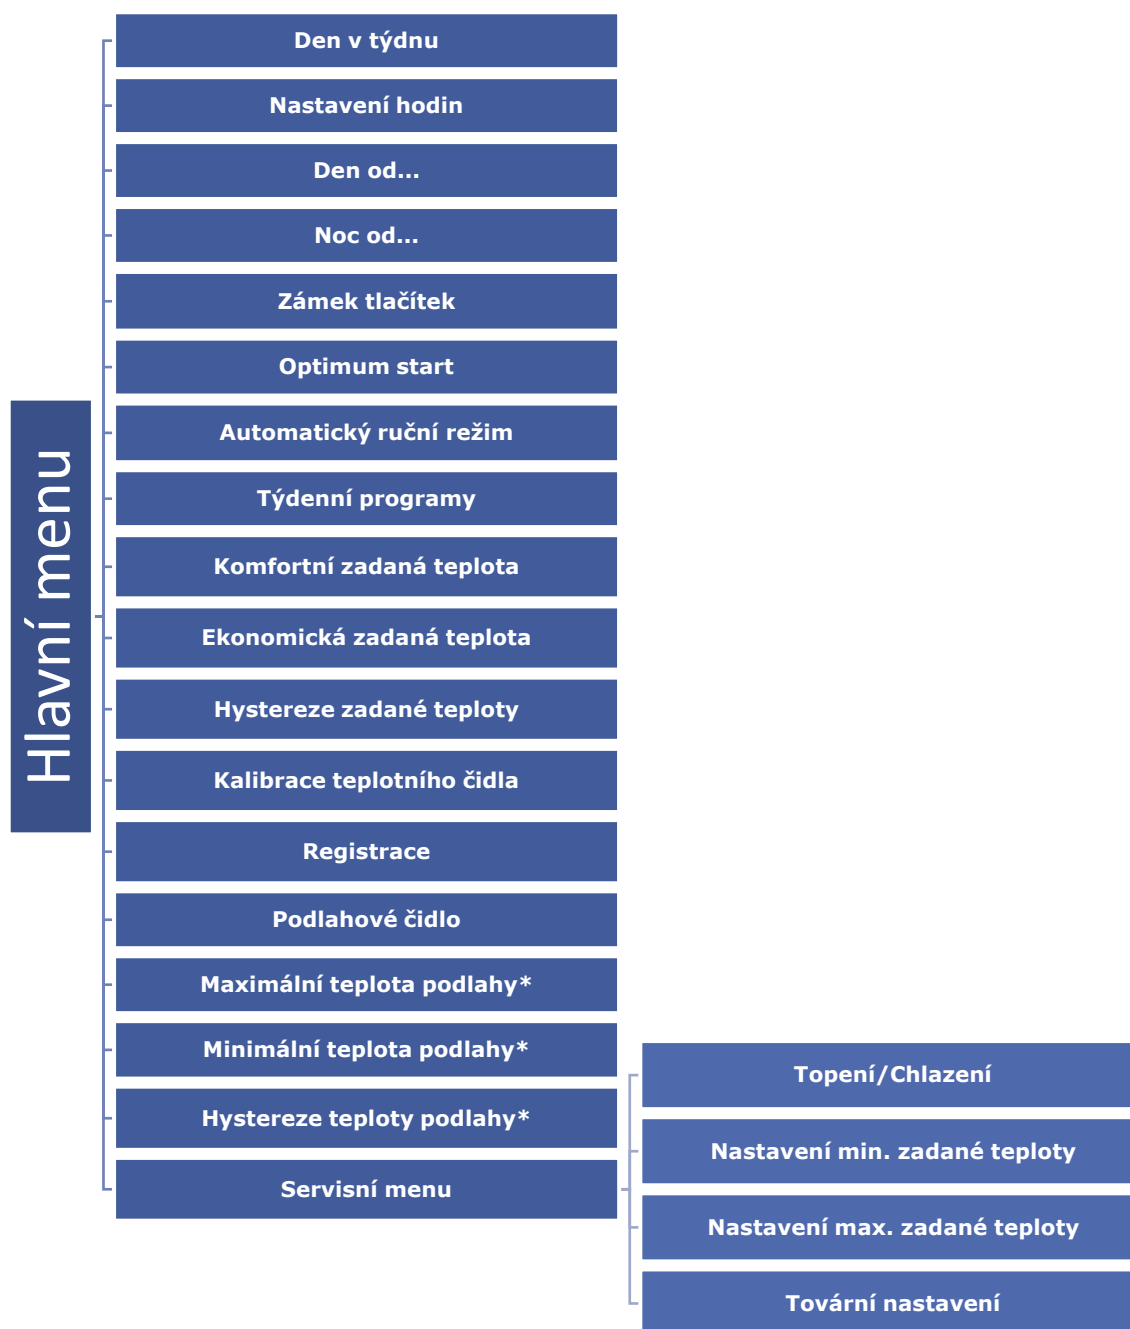 Hlavní menu
Den v týdnu
Nastavení hodin
Den od...
Noc od...
Zámek tlačítek
Optimum start
Automatický ruční režim
Týdenní programy
Komfortní zadaná teplota
Ekonomická zadaná teplota
Hystereze zadané teploty
Kalibrace teplotního čidla
Registrace
Podlahové čidlo
Maximální teplota podlahy*
Minimální teplota podlahy*
Hystereze teploty podlahy*
Servisní menu
Topení/Chlazení
Nastavení min. zadané teploty
Nastavení max. zadané teploty
Tovární nastavení